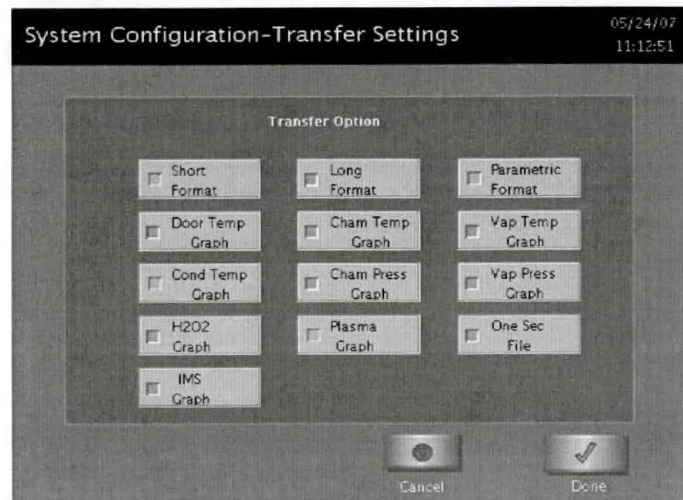 System Configuration-Transfer Settings
05/24/07
11:12:51
Transfer Option
Short
Format
Long
Format
Parametric
Format
Door Temp
Graph
Cham Temp
Graph
Vap Temp
Graph
Cond Temp
Graph
Cham Press
Graph
Vap Press
Graph
H2O2
Graph
Plasma
Graph
One Sec
File
IMS
Graph
Cancel
Done